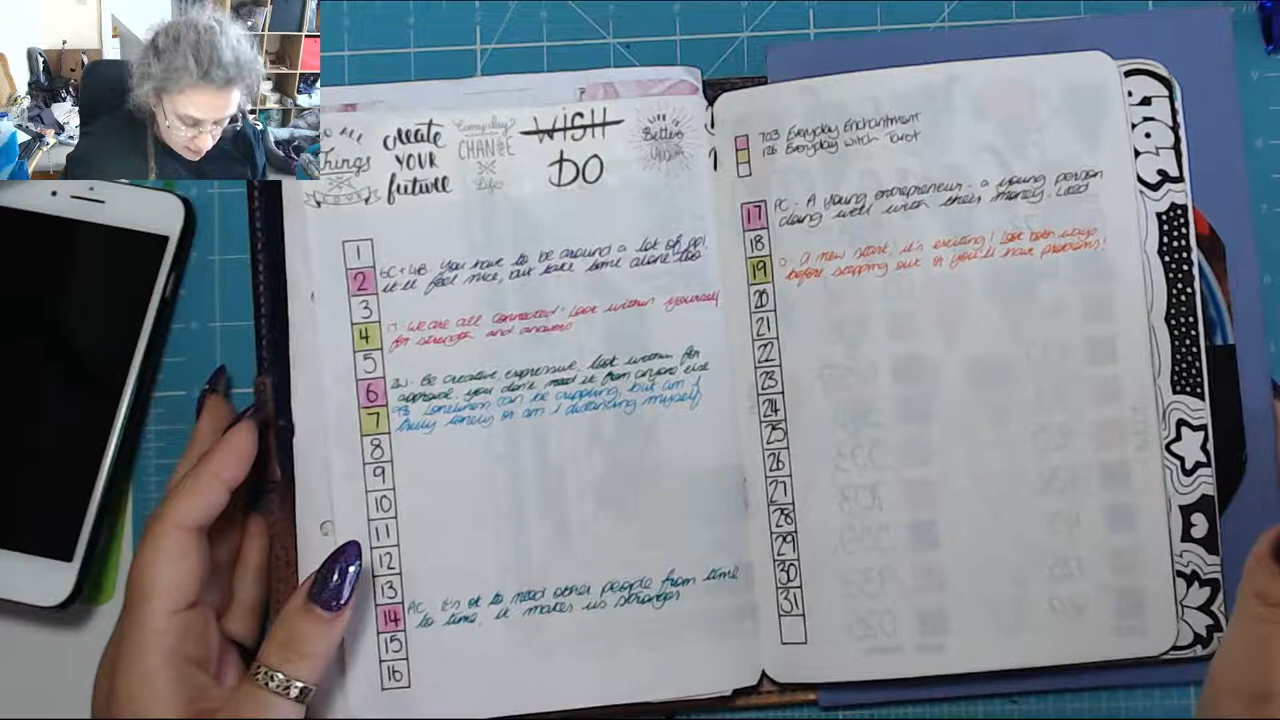 ALL
Things
LOVE
create
YOUR
future
Everyday
CHANGE
Life
WISH
DO
LIFE IS
Better
1
2 6C + 4B. You have to be around a lot of ppl
it'll feel nice, but take some alone too
3
4 We are all connected. Look within yourself
for strength and answers
5
6 2W - Be creative, expressive, look within for
approval, you don't need it from anyone else
7 Loneliness can be crippling, but am I
truly lonely or am I distancing myself
8
9
10
11
12
13
14 AC. It's ok to need other people from time
to time, it makes us stronger
15
16
703 Everyday Enchantment
126 Everyday Witch Tarot
17 PC - A young entrepreneur - a young person
doing well with their money.
18
19 0. A new start, it's exciting! Look both ways
before stepping out or you'll have problems!
20
21
22
23
24
25
26
27
28
29
30
31